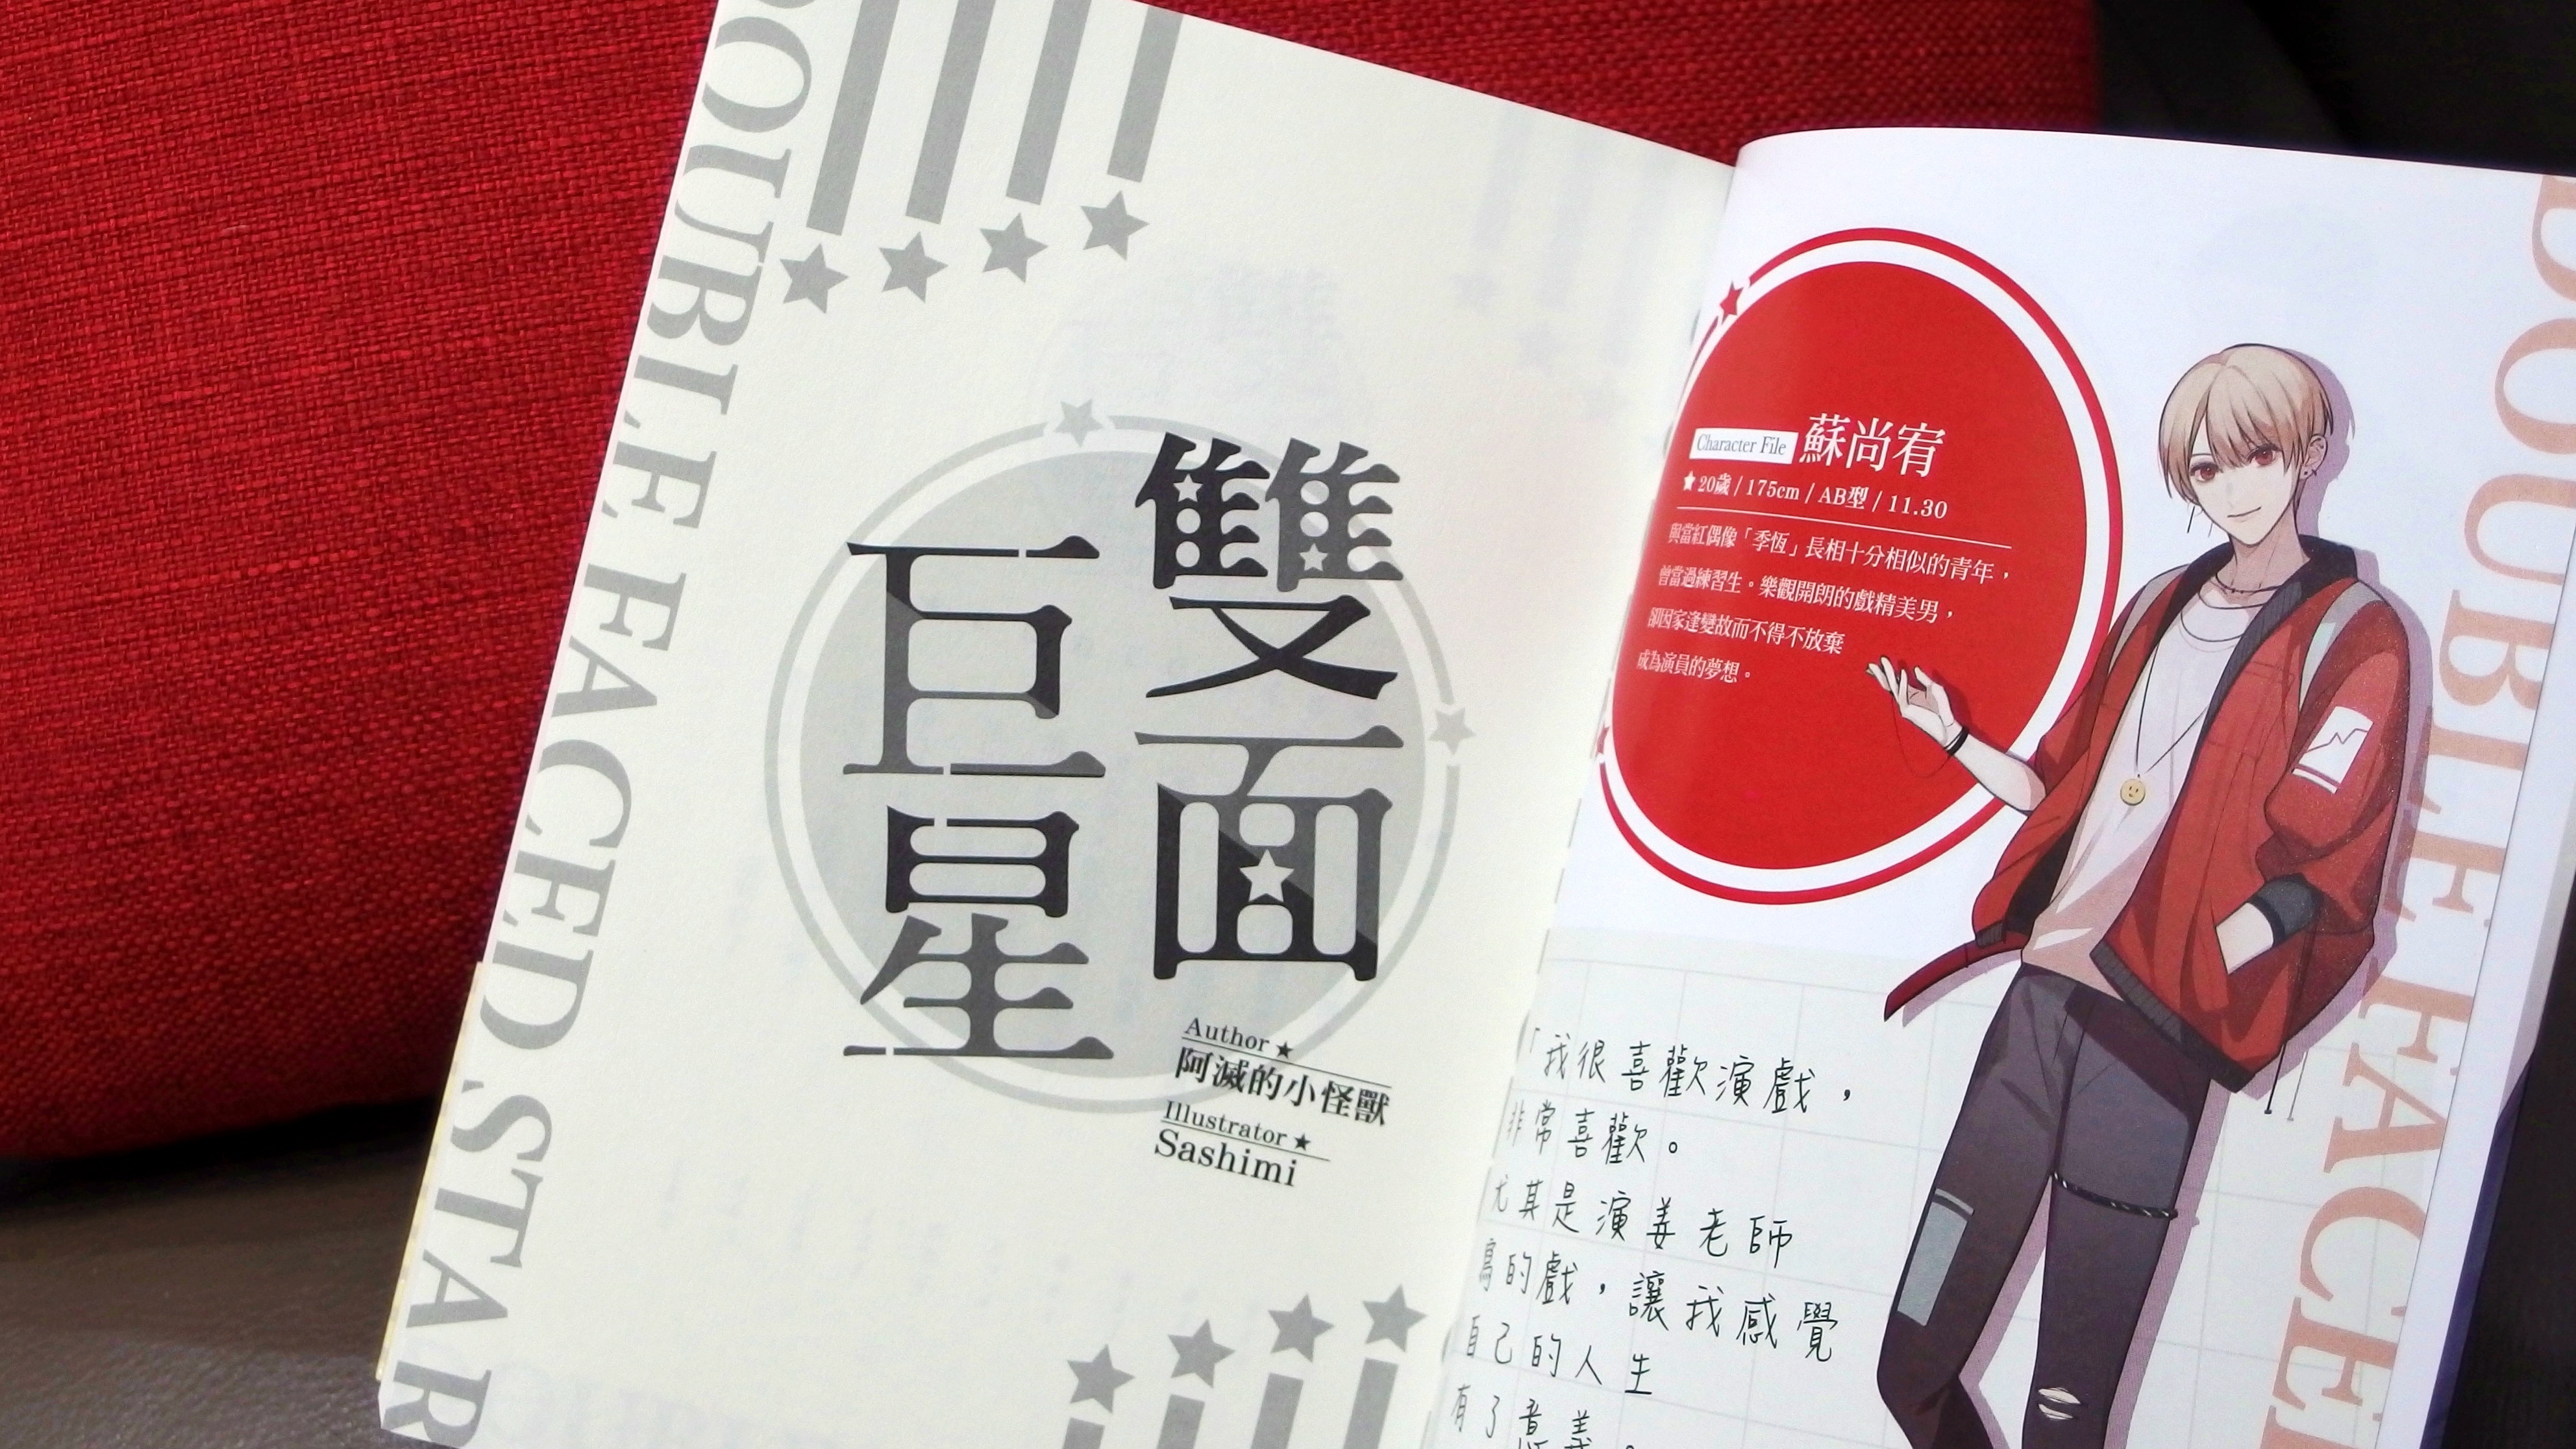 DOUBLE FACED STAR
雙面
巨星
Author★
阿滅的小怪獸
Illustrator★
Sashimi
Character File 蘇尚宥
★20歲 / 175cm / AB型 / 11.30
與當紅偶像「季恆」長相十分相似的青年，
曾當過練習生。樂觀開朗的戲精美男，
卻因家逢變故而不得不放棄
成為演員的夢想。
「我很喜歡演戲，
非常喜歡。
尤其是演姜老師
寫的戲，讓我感覺
自己的人生
有了意義。
DOUBLE FACE